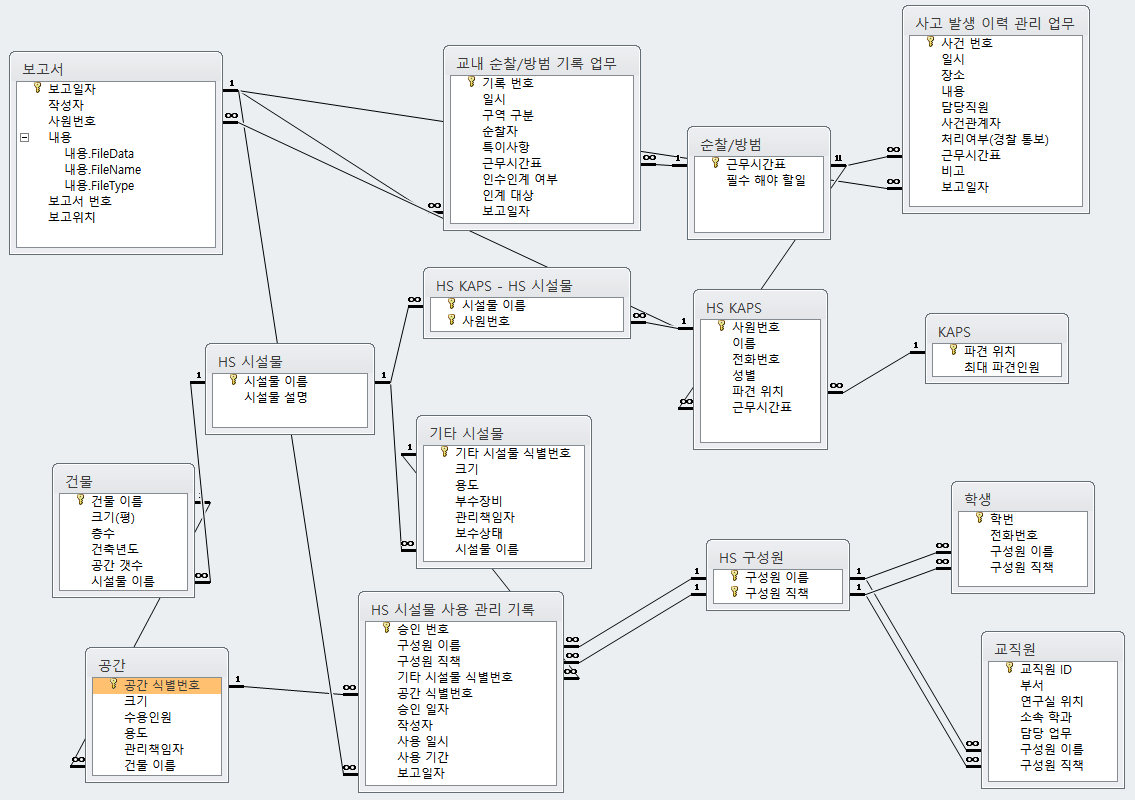 보고서
보고일자
작성자
사원번호
내용
내용.FileData
내용.FileName
내용.FileType
보고서 번호
보고위치
교내 순찰/방범 기록 업무
기록 번호
일시
구역 구분
순찰자
특이사항
근무시간표
인수인계 여부
인계 대상
보고일자
순찰/방범
근무시간표
필수 해야 할일
사고 발생 이력 관리 업무
사건 번호
일시
장소
내용
담당직원
사건관계자
처리여부(경찰 통보)
근무시간표
비고
보고일자
HS KAPS - HS 시설물
시설물 이름
사원번호
HS KAPS
사원번호
이름
전화번호
성별
파견 위치
근무시간표
KAPS
파견 위치
최대 파견인원
HS 시설물
시설물 이름
시설물 설명
기타 시설물
기타 시설물 식별번호
크기
용도
부수장비
관리책임자
보수상태
시설물 이름
건물
건물 이름
크기(평)
층수
건축년도
공간 갯수
시설물 이름
학생
학번
전화번호
구성원 이름
구성원 직책
HS 구성원
구성원 이름
구성원 직책
HS 시설물 사용 관리 기록
승인 번호
구성원 이름
구성원 직책
기타 시설물 식별번호
공간 식별번호
승인 일자
작성자
사용 일시
사용 기간
보고일자
공간
공간 식별번호
크기
수용인원
용도
관리책임자
건물 이름
교직원
교직원 ID
부서
연구실 위치
소속 학과
담당 업무
구성원 이름
구성원 직책